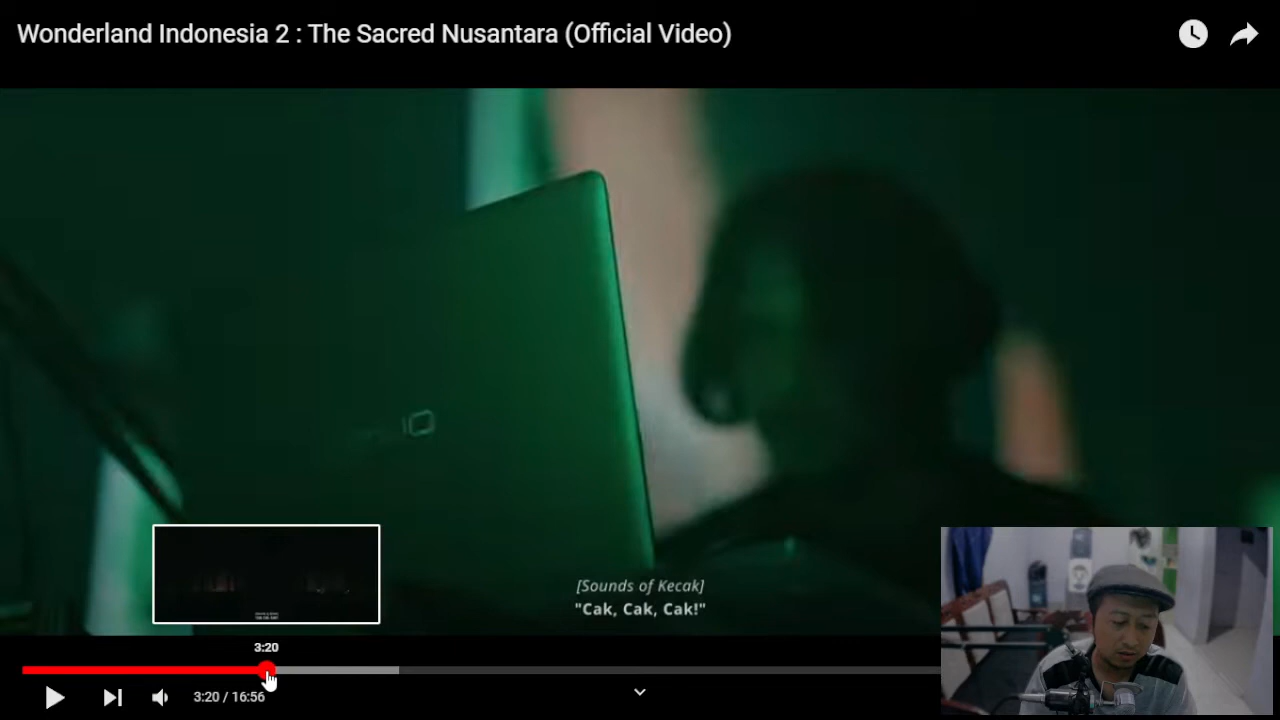 Wonderland Indonesia 2 : The Sacred Nusantara (Official Video)
[Sounds of Kecak]
"Cak, Cak, Cak!"
3:20
3:20 / 16:56